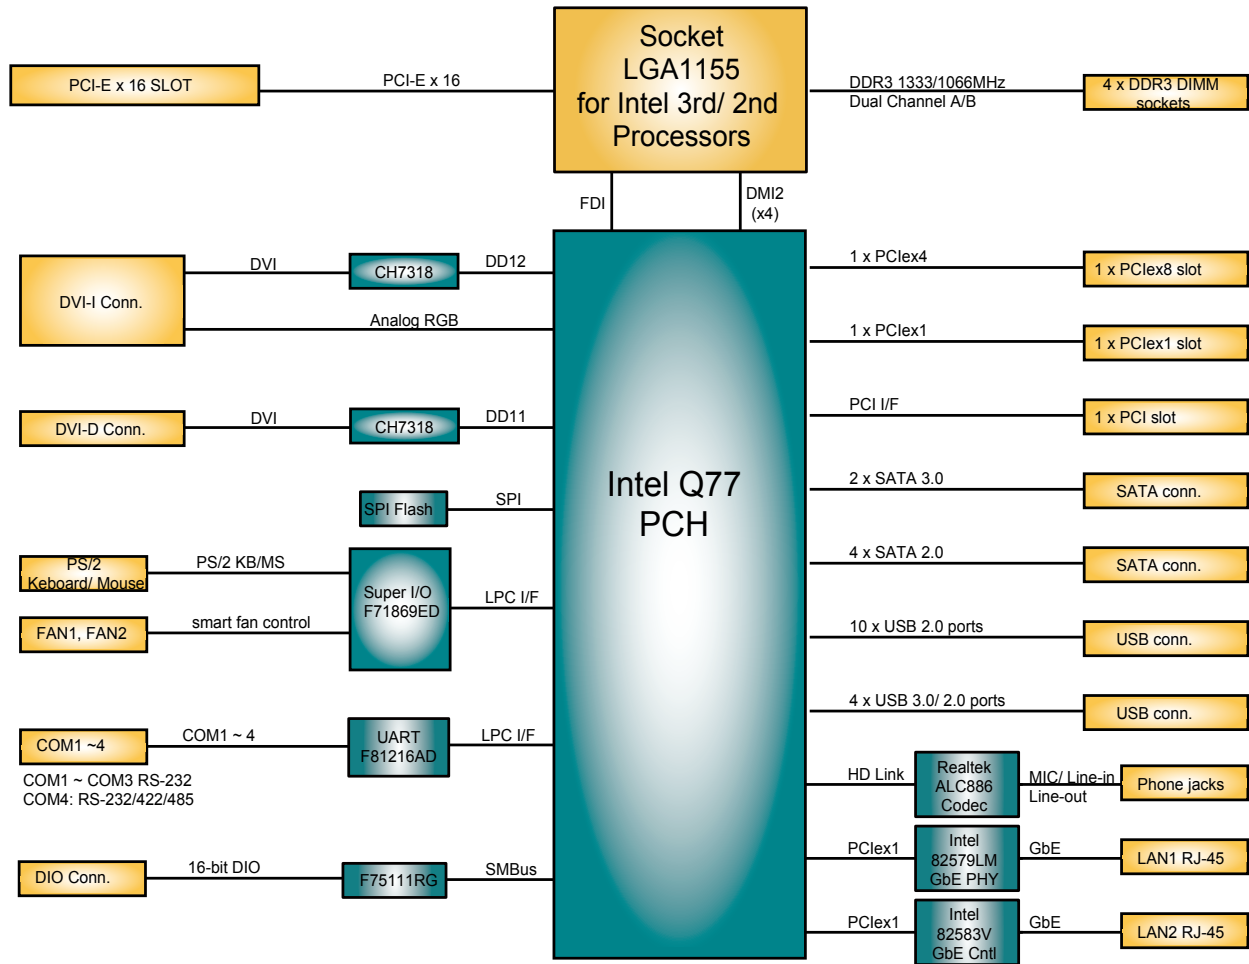 Socket
LGA1155
for Intel 3rd/ 2nd
Processors
PCI-E x 16 SLOT
PCI-E x 16
DDR3 1333/1066MHz
Dual Channel A/B
4 x DDR3 DIMM
sockets
FDI
DMI2
(x4)
DVI-I Conn.
DVI
CH7318
DD12
Analog RGB
DVI-D Conn.
DVI
CH7318
DD11
SPI Flash
SPI
PS/2
Keboard/ Mouse
PS/2 KB/MS
FAN1, FAN2
smart fan control
Super I/O
F71869ED
LPC I/F
COM1 ~4
COM1 ~ 4
UART
F81216AD
LPC I/F
COM1 ~ COM3 RS-232
COM4: RS-232/422/485
DIO Conn.
16-bit DIO
F75111RG
SMBus
Intel Q77
PCH
1 x PCIex4
1 x PCIex8 slot
1 x PCIex1
1 x PCIex1 slot
PCI I/F
1 x PCI slot
2 x SATA 3.0
SATA conn.
4 x SATA 2.0
SATA conn.
10 x USB 2.0 ports
USB conn.
4 x USB 3.0/ 2.0 ports
USB conn.
HD Link
Realtek
ALC886
Codec
MIC/ Line-in
Line-out
Phone jacks
PCIex1
Intel
82579LM
GbE PHY
GbE
LAN1 RJ-45
PCIex1
Intel
82583V
GbE Cntl
GbE
LAN2 RJ-45